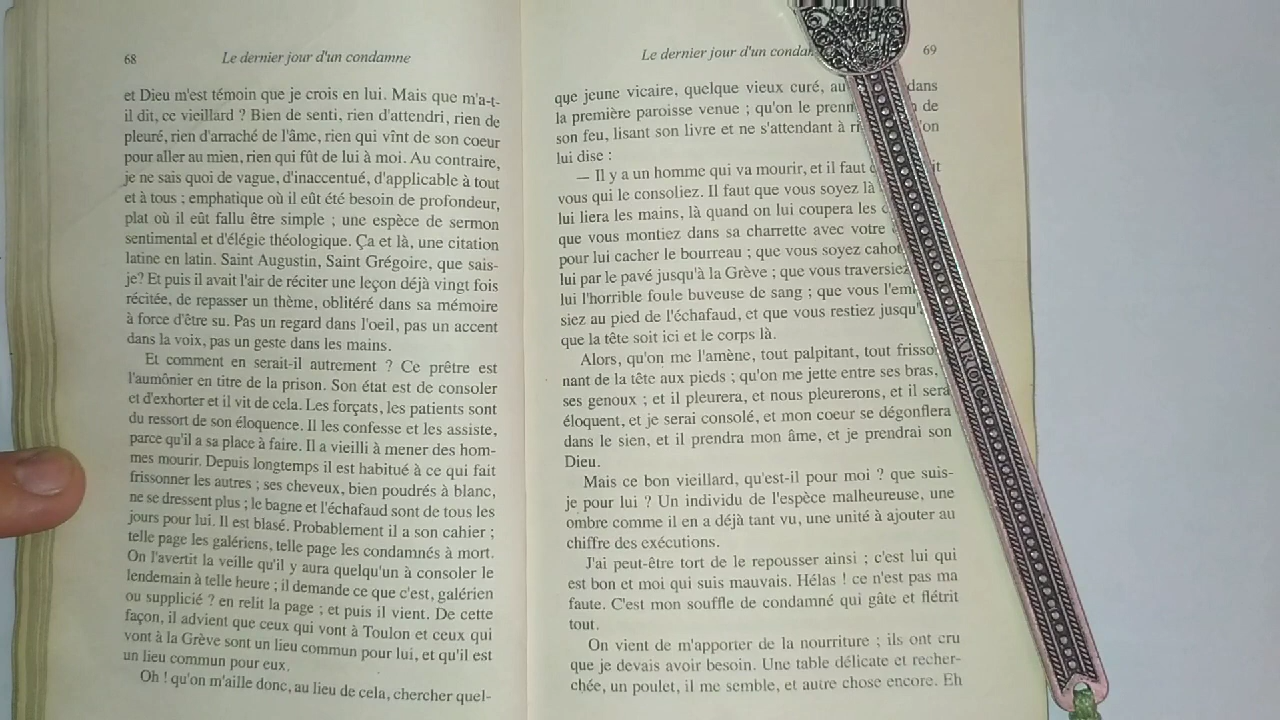 68
Le dernier jour d'un condamne
et Dieu m'est témoin que je crois en lui. Mais que m'a-t-
il dit, ce vieillard ? Bien de senti, rien d'attendri, rien de
pleuré, rien d'arraché de l'âme, rien qui vînt de son coeur
pour aller au mien, rien qui fût de lui à moi. Au contraire,
je ne sais quoi de vague, d'inaccentué, d'applicable à tout
et à tous ; emphatique où il eût été besoin de profondeur,
plat où il eût fallu être simple ; une espèce de sermon
sentimental et d'élégie théologique. Ça et là, une citation
latine en latin. Saint Augustin, Saint Grégoire, que sais-
je? Et puis il avait l'air de réciter une leçon déjà vingt fois
récitée, de repasser un thème, oblitéré dans sa mémoire
à force d'être su. Pas un regard dans l'oeil, pas un accent
dans la voix, pas un geste dans les mains.
Et comment en serait-il autrement ? Ce prêtre est
l'aumônier en titre de la prison. Son état est de consoler
et d'exhorter et il vit de cela. Les forçats, les patients sont
du ressort de son éloquence. Il les confesse et les assiste,
parce qu'il a sa place à faire. Il a vieilli à mener des hom-
mes mourir. Depuis longtemps il est habitué à ce qui fait
frissonner les autres ; ses cheveux, bien poudrés à blanc,
ne se dressent plus ; le bagne et l'échafaud sont de tous les
jours pour lui. Il est blasé. Probablement il a son cahier ;
telle page les galériens, telle page les condamnés à mort.
On l'avertit la veille qu'il y aura quelqu'un à consoler le
lendemain à telle heure ; il demande ce que c'est, galérien
ou supplicié ? en relit la page ; et puis il vient. De cette
façon, il advient que ceux qui vont à Toulon et ceux qui
vont à la Grève sont un lieu commun pour lui, et qu'il est
un lieu commun pour eux.
Oh ! qu'on m'aille donc, au lieu de cela, chercher quel-
Le dernier jour d'un
69
que jeune vicaire, quelque vieux curé, au dans
la première paroisse venue ; qu'on le de
son feu, lisant son livre et ne s'attendant à on
lui dise :
— Il y a un homme qui va mourir, et il faut
vous qui le consoliez. Il faut que vous soyez là
lui liera les mains, là quand on lui coupera les
que vous montiez dans sa charrette avec votre
pour lui cacher le bourreau ; que vous soyez
lui par le pavé jusqu'à la Grève ; que vous traversiez
lui l'horrible foule buveuse de sang ; que vous
siez au pied de l'échafaud, et que vous restiez
que la tête soit ici et le corps là.
Alors, qu'on me l'amène, tout palpitant, tout frisson-
nant de la tête aux pieds ; qu'on me jette entre ses bras,
ses genoux ; et il pleurera, et nous pleurerons, et il sera
éloquent, et je serai consolé, et mon coeur se dégonflera
dans le sien, et il prendra mon âme, et je prendrai son
Dieu.
Mais ce bon vieillard, qu'est-il pour moi ? que suis-
je pour lui ? Un individu de l'espèce malheureuse, une
ombre comme il en a déjà tant vu, une unité à ajouter au
chiffre des exécutions.
J'ai peut-être tort de le repousser ainsi ; c'est lui qui
est bon et moi qui suis mauvais. Hélas ! ce n'est pas ma
faute. C'est mon souffle de condamné qui gâte et flétrit
tout.
On vient de m'apporter de la nourriture ; ils ont cru
que je devais avoir besoin. Une table délicate et recher-
chée, un poulet, il me semble, et autre chose encore. Eh
MAROC